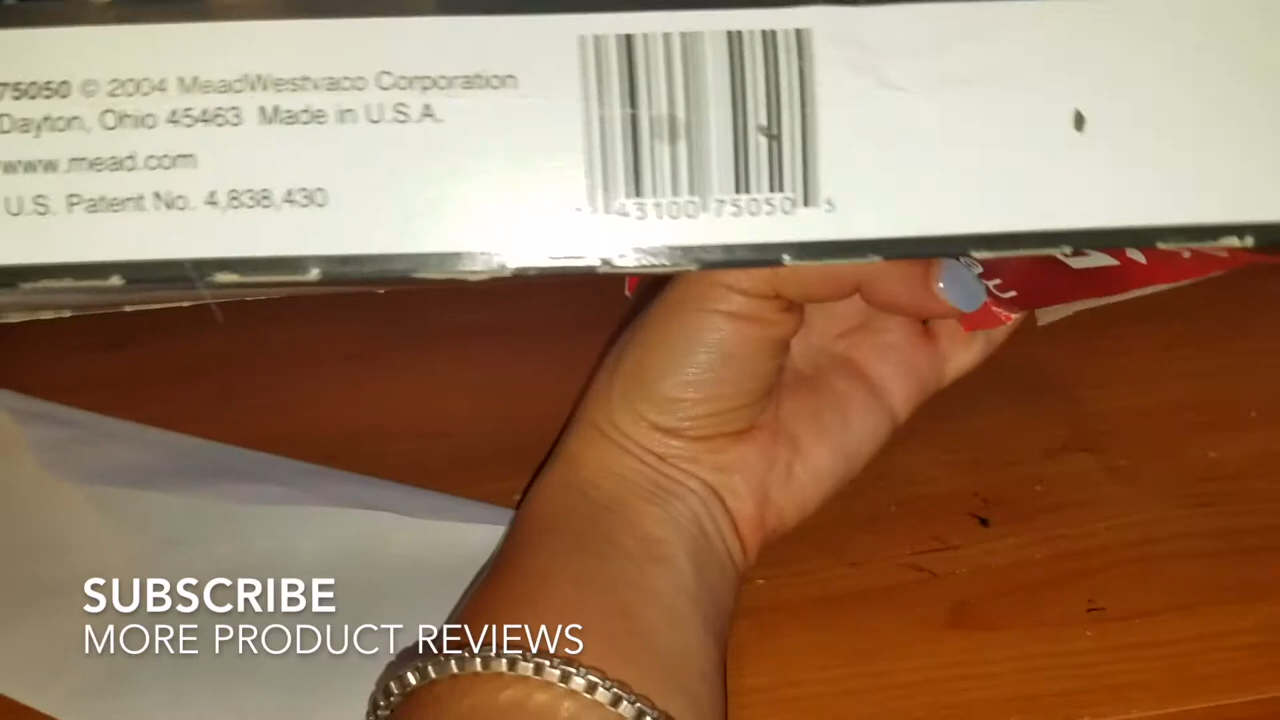 75050 © 2004 MeadWestvaco Corporation
Dayton, Ohio 45463 Made in U.S.A.
www.mead.com
U.S. Patent No. 4,838,430
43100 75050 5
SUBSCRIBE
MORE PRODUCT REVIEWS